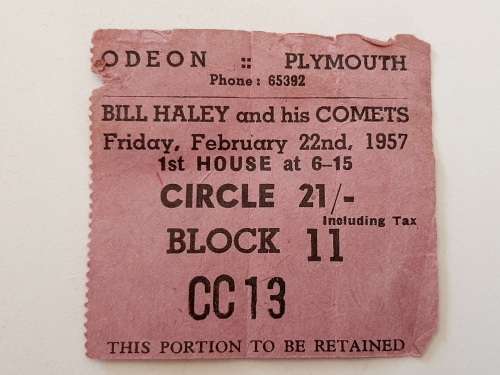 ODEON :: PLYMOUTH
Phone: 65392
BILL HALEY and his COMETS
Friday, February 22nd, 1957
1st HOUSE at 6–15
CIRCLE 21/-
Including Tax
BLOCK 11
CC13
THIS PORTION TO BE RETAINED